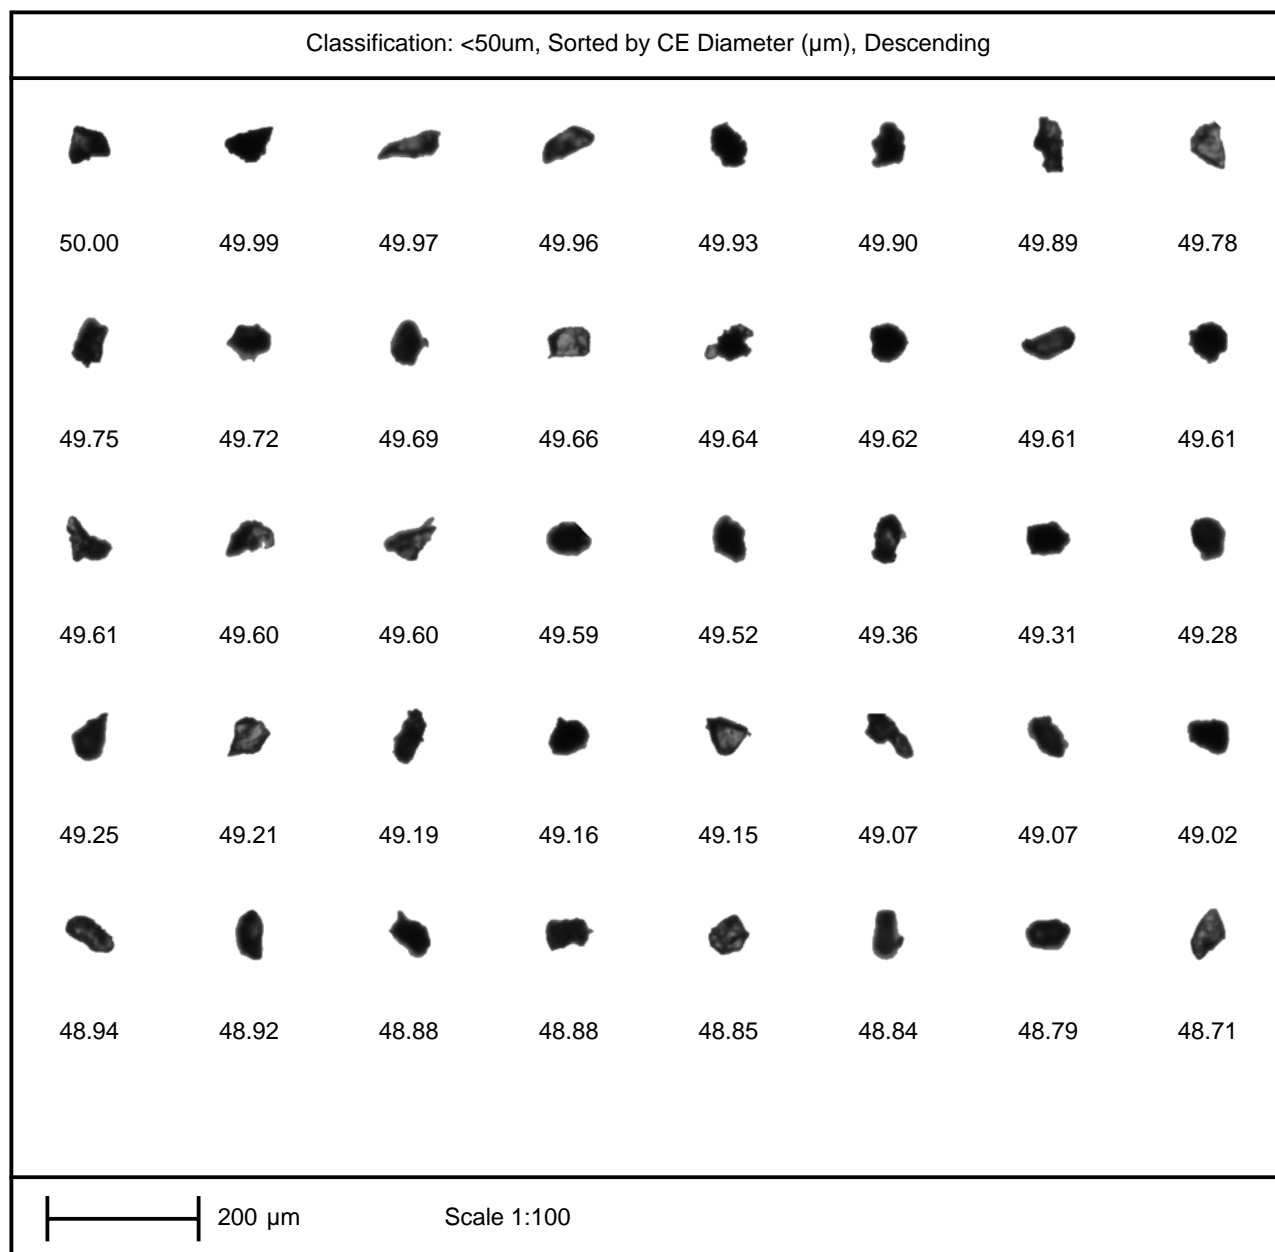 Classification: <50um, Sorted by CE Diameter (µm), Descending
50.00 49.99 49.97 49.96 49.93 49.90 49.89 49.78
49.75 49.72 49.69 49.66 49.64 49.62 49.61 49.61
49.61 49.60 49.60 49.59 49.52 49.36 49.31 49.28
49.25 49.21 49.19 49.16 49.15 49.07 49.07 49.02
48.94 48.92 48.88 48.88 48.85 48.84 48.79 48.71
200 µm Scale 1:100